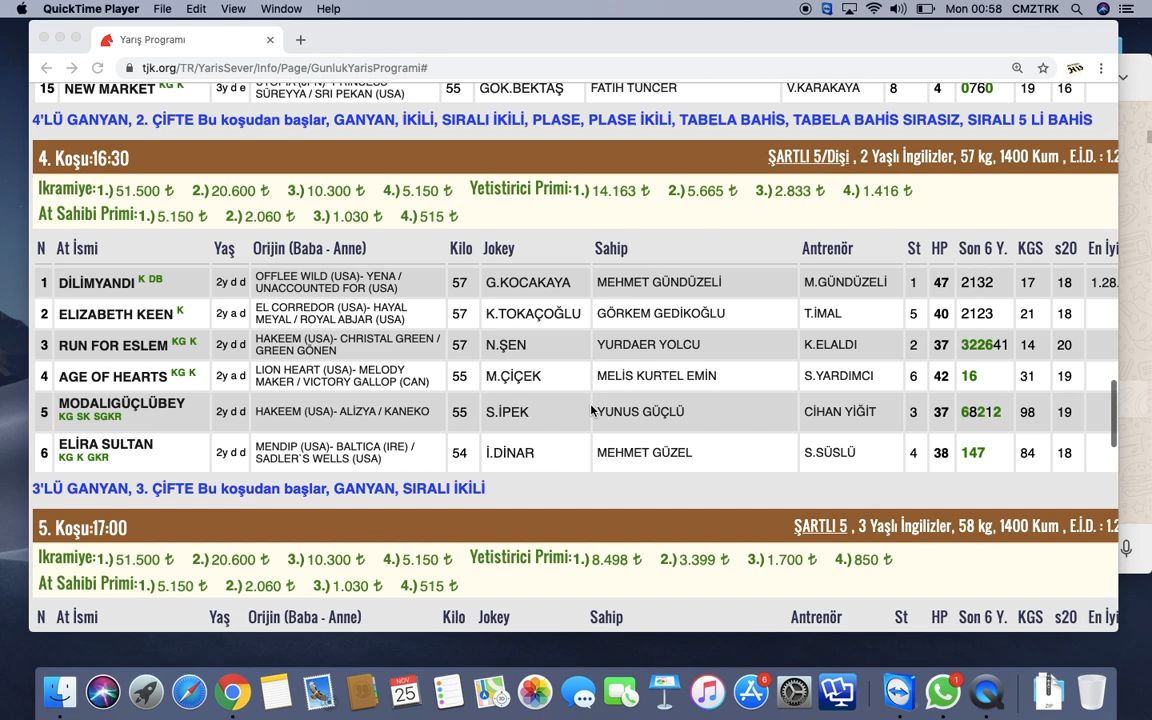 QuickTime Player File Edit View Window Help Mon 00:58 CMZTRK
Yarış Programı
tjk.org/TR/YarisSever/Info/Page/GunlukYarisProgrami#
15 NEW MARKET KG K 3y d e SÜREYYA / SRI PEKAN (USA) 55 GÖK.BEKTAŞ FATİH TUNCER V.KARAKAYA 8 4 0760 19 16
4'LÜ GANYAN, 2. ÇİFTE Bu koşudan başlar, GANYAN, İKİLİ, SIRALI İKİLİ, PLASE, PLASE İKİLİ, TABELA BAHİS, TABELA BAHİS SIRASIZ, SIRALI 5 Lİ BAHİS
4. Koşu:16:30 ŞARTLI 5/Dişi , 2 Yaşlı İngilizler, 57 kg, 1400 Kum , E.İ.D. : 1.2
Ikramiye:1.) 51.500 ₺ 2.) 20.600 ₺ 3.) 10.300 ₺ 4.) 5.150 ₺ Yetistirici Primi:1.) 14.163 ₺ 2.) 5.665 ₺ 3.) 2.833 ₺ 4.) 1.416 ₺
At Sahibi Primi:1.) 5.150 ₺ 2.) 2.060 ₺ 3.) 1.030 ₺ 4.) 515 ₺
N At İsmi Yaş Orijin (Baba - Anne) Kilo Jokey Sahip Antrenör St HP Son 6 Y. KGS s20 En İyi
1 DİLİMYANDI K DB 2y d d OFFLEE WILD (USA)- YENA / UNACCOUNTED FOR (USA) 57 G.KOCAKAYA MEHMET GÜNDÜZELİ M.GÜNDÜZELİ 1 47 2132 17 18 1.28.
2 ELIZABETH KEEN K 2y a d EL CORREDOR (USA)- HAYAL MEYAL / ROYAL ABJAR (USA) 57 K.TOKAÇOĞLU GÖRKEM GEDİKOĞLU T.İMAL 5 40 2123 21 18
3 RUN FOR ESLEM KG K 2y d d HAKEEM (USA)- CHRISTAL GREEN / GREEN GÖNEN 57 N.ŞEN YURDAER YOLCU K.ELALDI 2 37 322641 14 20
4 AGE OF HEARTS KG K 2y a d LION HEART (USA)- MELODY MAKER / VICTORY GALLOP (CAN) 55 M.ÇİÇEK MELİS KURTEL EMİN S.YARDIMCI 6 42 16 31 19
5 MODALIGÜÇLÜBEY KG SK SGKR 2y d d HAKEEM (USA)- ALİZYA / KANEKO 55 S.İPEK YUNUS GÜÇLÜ CİHAN YİĞİT 3 37 68212 98 19
6 ELİRA SULTAN KG K GKR 2y d d MENDIP (USA)- BALTICA (IRE) / SADLER`S WELLS (USA) 54 İ.DİNAR MEHMET GÜZEL S.SÜSLÜ 4 38 147 84 18
3'LÜ GANYAN, 3. ÇİFTE Bu koşudan başlar, GANYAN, SIRALI İKİLİ
5. Koşu:17:00 ŞARTLI 5 , 3 Yaşlı İngilizler, 58 kg, 1400 Kum , E.İ.D. : 1.2
Ikramiye:1.) 51.500 ₺ 2.) 20.600 ₺ 3.) 10.300 ₺ 4.) 5.150 ₺ Yetistirici Primi:1.) 8.498 ₺ 2.) 3.399 ₺ 3.) 1.700 ₺ 4.) 850 ₺
At Sahibi Primi:1.) 5.150 ₺ 2.) 2.060 ₺ 3.) 1.030 ₺ 4.) 515 ₺
N At İsmi Yaş Orijin (Baba - Anne) Kilo Jokey Sahip Antrenör St HP Son 6 Y. KGS s20 En İyi
NOV
25
6
1
ZIP